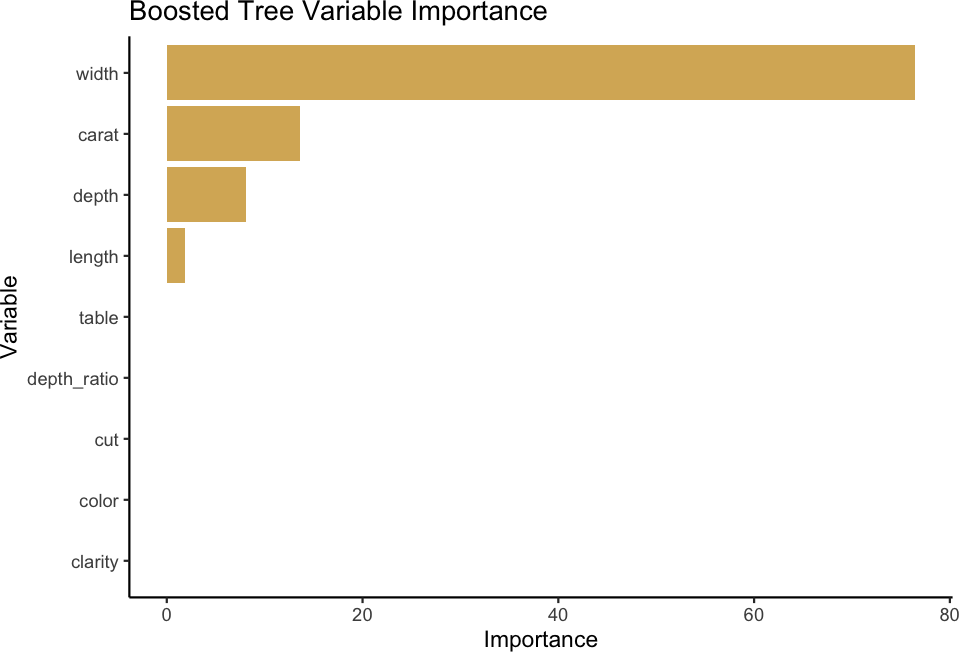 Boosted Tree Variable Importance
Variable
width
carat
depth
length
table
depth_ratio
cut
color
clarity
0 20 40 60 80
Importance